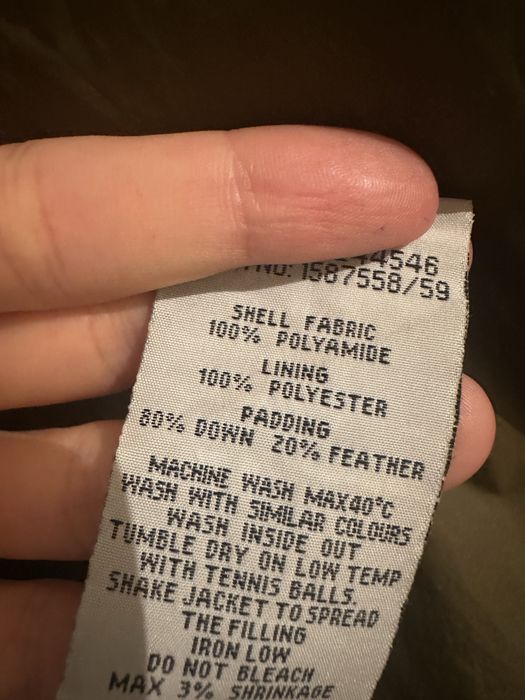 44546
NO: 1587558/59
SHELL FABRIC
100% POLYAMIDE
LINING
100% POLYESTER
PADDING
80% DOWN 20% FEATHER
MACHINE WASH MAX40°C
WASH WITH SIMILAR COLOURS
WASH INSIDE OUT
TUMBLE DRY ON LOW TEMP
WITH TENNIS BALLS.
SHAKE JACKET TO SPREAD
THE FILLING
IRON LOW
DO NOT BLEACH
MAX 3% SHRINKAGE